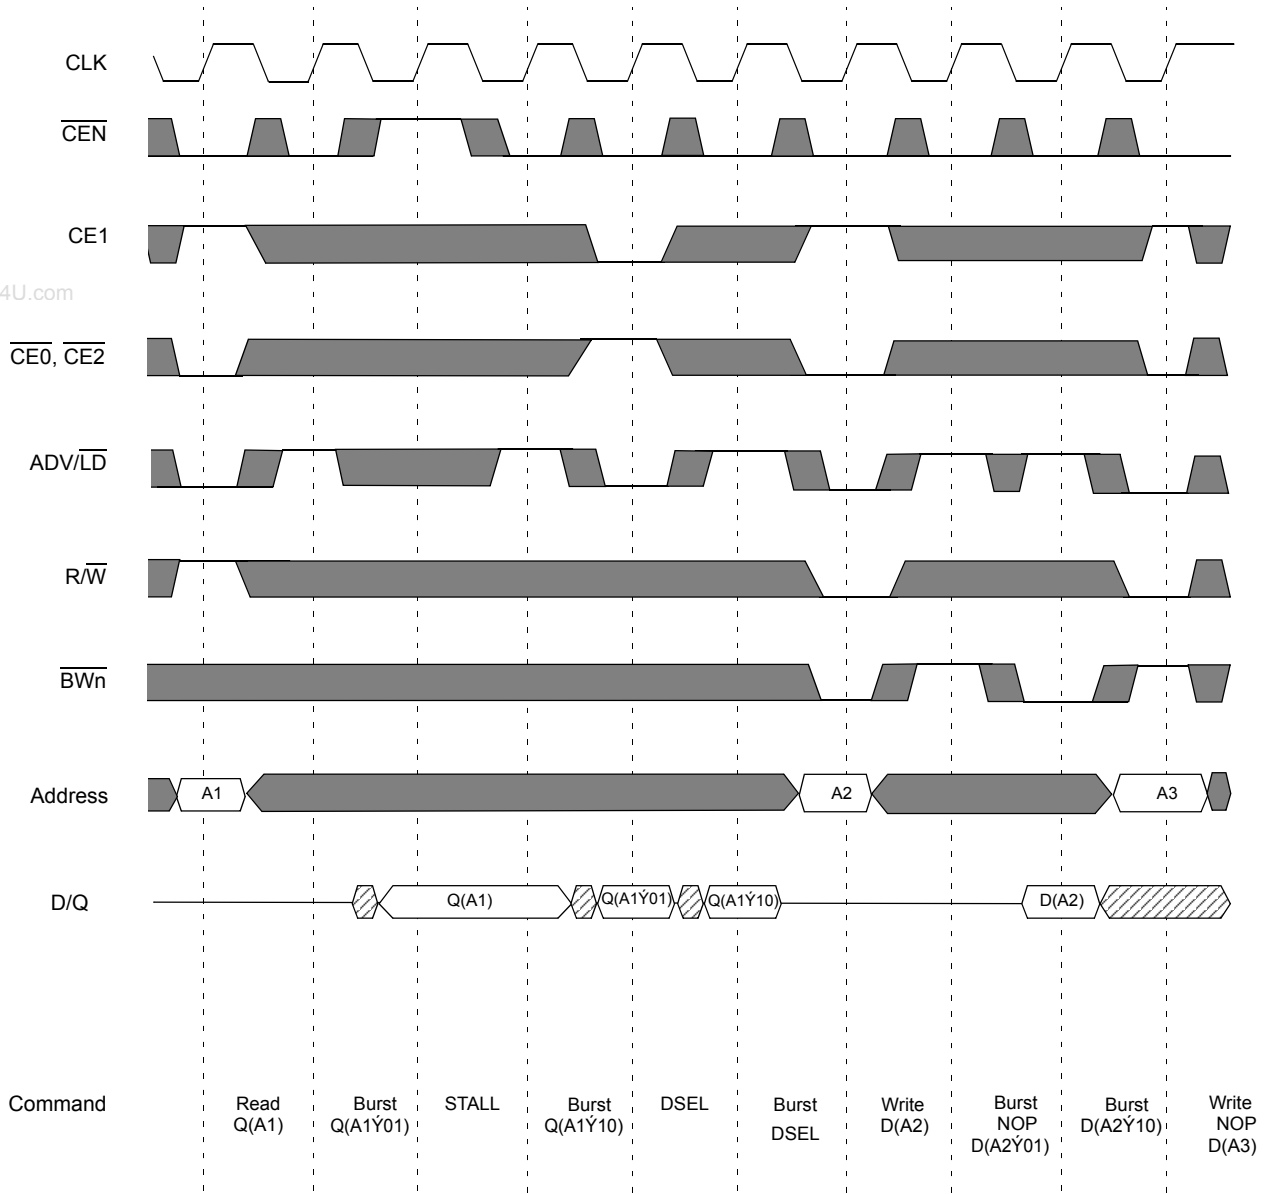 CLK
CEN
CE1
4U.com
CE0, CE2
ADV/LD
R/W
BWn
Address A1 A2 A3
D/Q Q(A1) Q(A1Ý01) Q(A1Ý10) D(A2)
Command
Read
Q(A1)
Burst
Q(A1Ý01)
STALL
Burst
Q(A1Ý10)
DSEL
Burst
DSEL
Write
D(A2)
Burst
NOP
D(A2Ý01)
Burst
D(A2Ý10)
Write
NOP
D(A3)